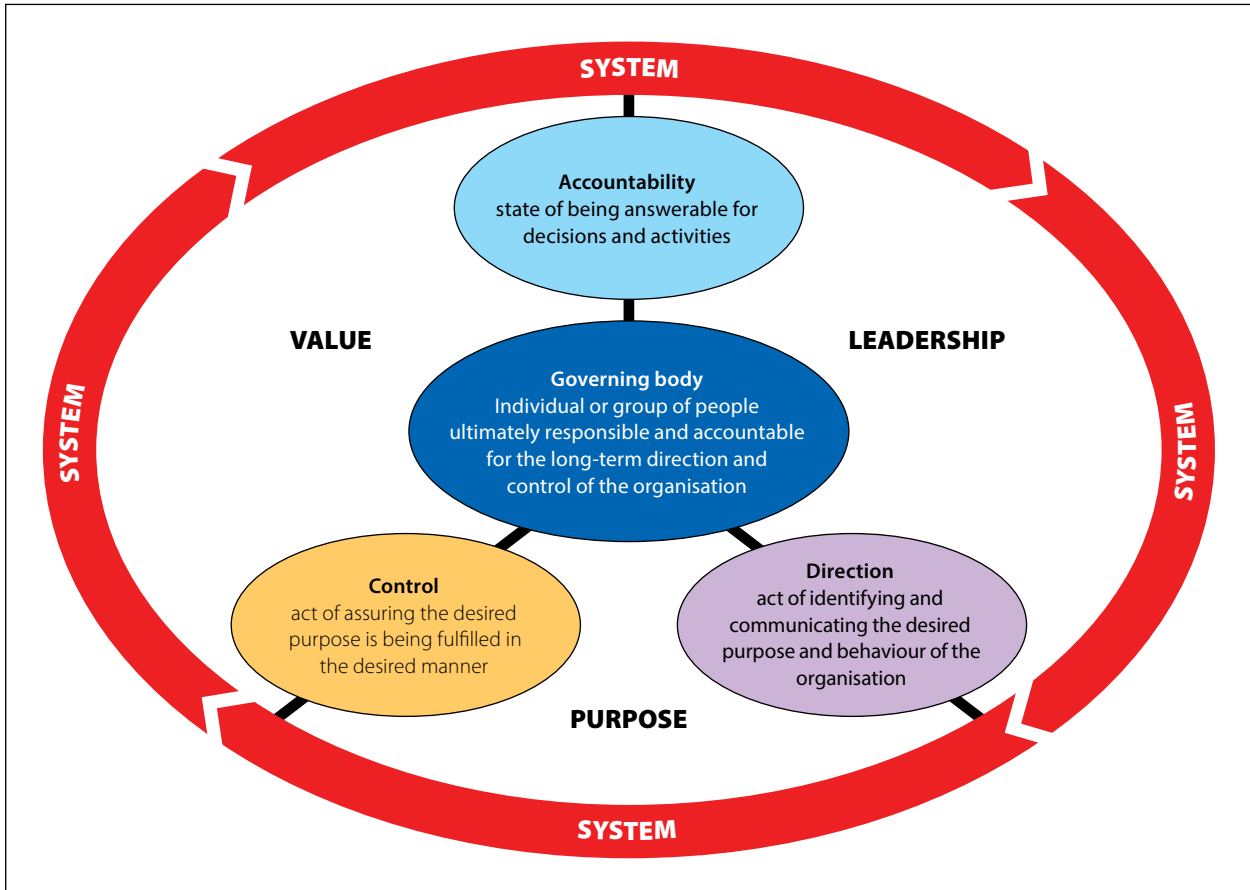 SYSTEM
Accountability
state of being answerable for
decisions and activities
VALUE
LEADERSHIP
Governing body
Individual or group of people
ultimately responsible and accountable
for the long-term direction and
control of the organisation
SYSTEM
SYSTEM
Control
act of assuring the desired
purpose is being fulfilled in
the desired manner
Direction
act of identifying and
communicating the desired
purpose and behaviour of the
organisation
PURPOSE
SYSTEM